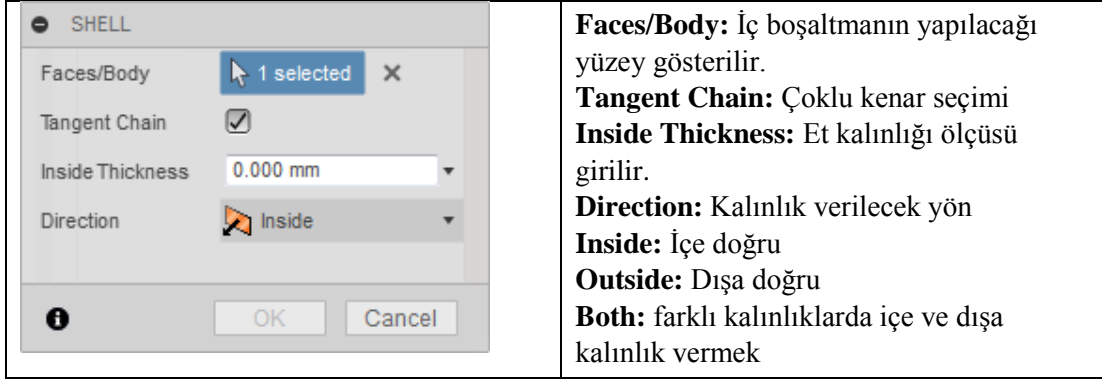 SHELL
Faces/Body 1 selected
Tangent Chain
Inside Thickness 0.000 mm
Direction Inside
OK Cancel
Faces/Body: İç boşaltmanın yapılacağı
yüzey gösterilir.
Tangent Chain: Çoklu kenar seçimi
Inside Thickness: Et kalınlığı ölçüsü
girilir.
Direction: Kalınlık verilecek yön
Inside: İçe doğru
Outside: Dışa doğru
Both: farklı kalınlıklarda içe ve dışa
kalınlık vermek